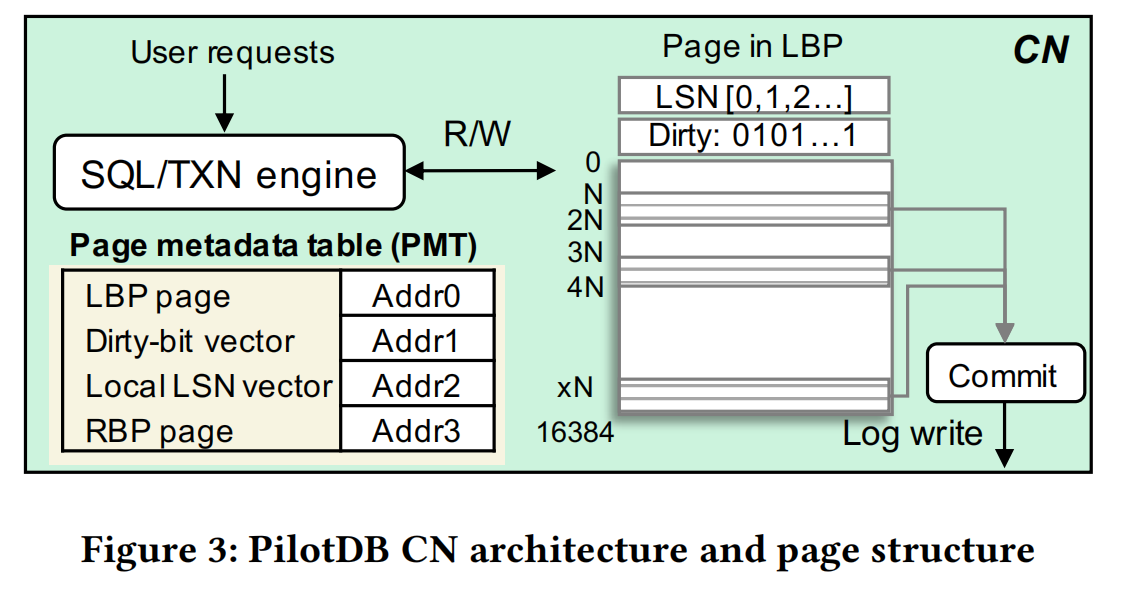 User requests
Page in LBP
CN
LSN [0,1,2...]
Dirty: 0101...1
R/W
SQL/TXN engine
0
N
2N
3N
4N
xN
16384
Page metadata table (PMT)
LBP page Addr0
Dirty-bit vector Addr1
Local LSN vector Addr2
RBP page Addr3
Commit
Log write
Figure 3: PilotDB CN architecture and page structure